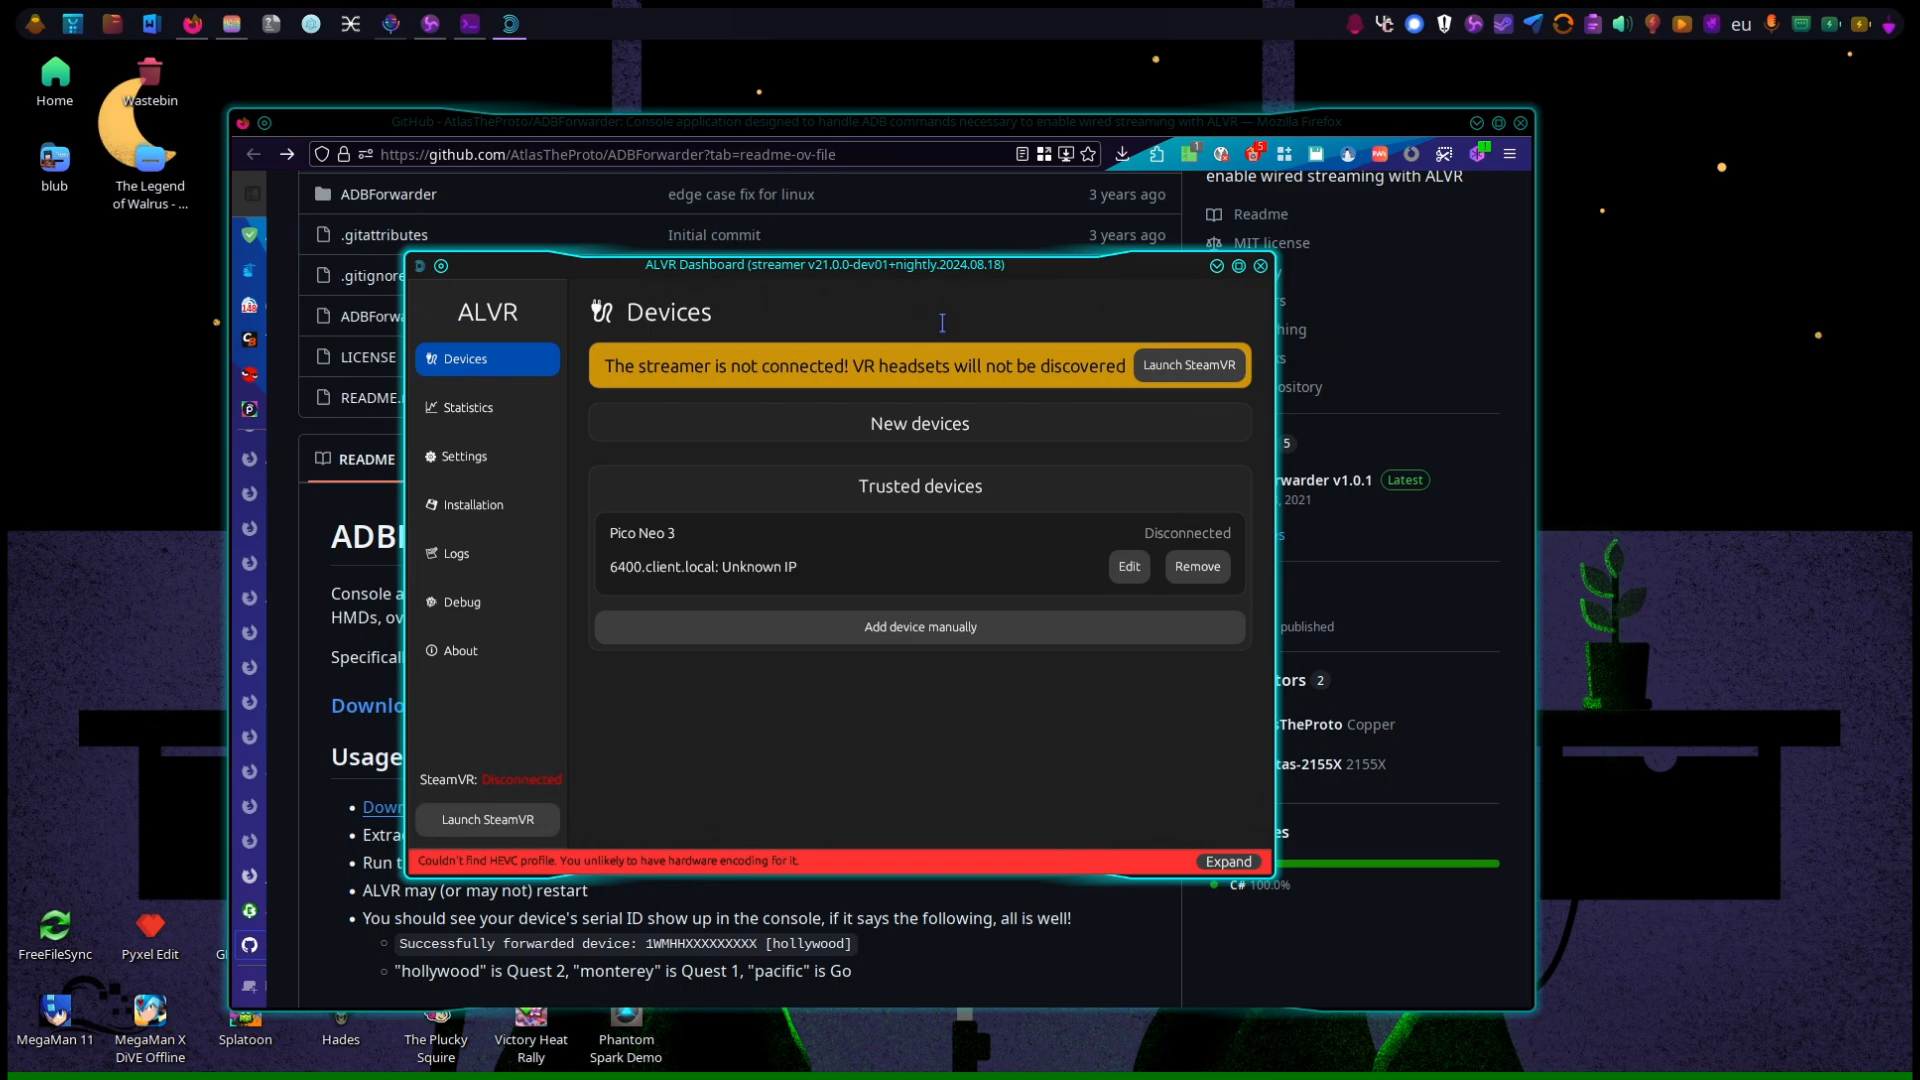 eu
Home
Wastebin
blub
The Legend
of Walrus - ...
GitHub - AtlasTheProto/ADBForwarder: Console application designed to handle ADB commands necessary to enable wired streaming with ALVR — Mozilla Firefox
https://github.com/AtlasTheProto/ADBForwarder?tab=readme-ov-file
1
5
1
148
ADBForwarder
edge case fix for linux
3 years ago
.gitattributes
Initial commit
3 years ago
.gitignore
ADBForwa
LICENSE
README.
README
enable wired streaming with ALVR
Readme
MIT license
ository
5
rwarder v1.0.1
Latest
, 2021
published
tors 2
sTheProto Copper
tas-2155X 2155X
es
C# 100.0%
ALVR Dashboard (streamer v21.0.0-dev01+nightly.2024.08.18)
ALVR
Devices
Statistics
Settings
Installation
Logs
Debug
About
SteamVR: Disconnected
Launch SteamVR
Devices
The streamer is not connected! VR headsets will not be discovered
Launch SteamVR
New devices
Trusted devices
Pico Neo 3
Disconnected
6400.client.local: Unknown IP
Edit
Remove
Add device manually
Couldn't find HEVC profile. You unlikely to have hardware encoding for it.
Expand
Console a
HMDs, ov
Specificall
Downlo
Usage
Down
Extra
Run t
ALVR may (or may not) restart
You should see your device's serial ID show up in the console, if it says the following, all is well!
Successfully forwarded device: 1WMHHXXXXXXXXX [hollywood]
"hollywood" is Quest 2, "monterey" is Quest 1, "pacific" is Go
FreeFileSync
Pyxel Edit
MegaMan 11
MegaMan X
DiVE Offline
Splatoon
Hades
The Plucky
Squire
Victory Heat
Rally
Phantom
Spark Demo